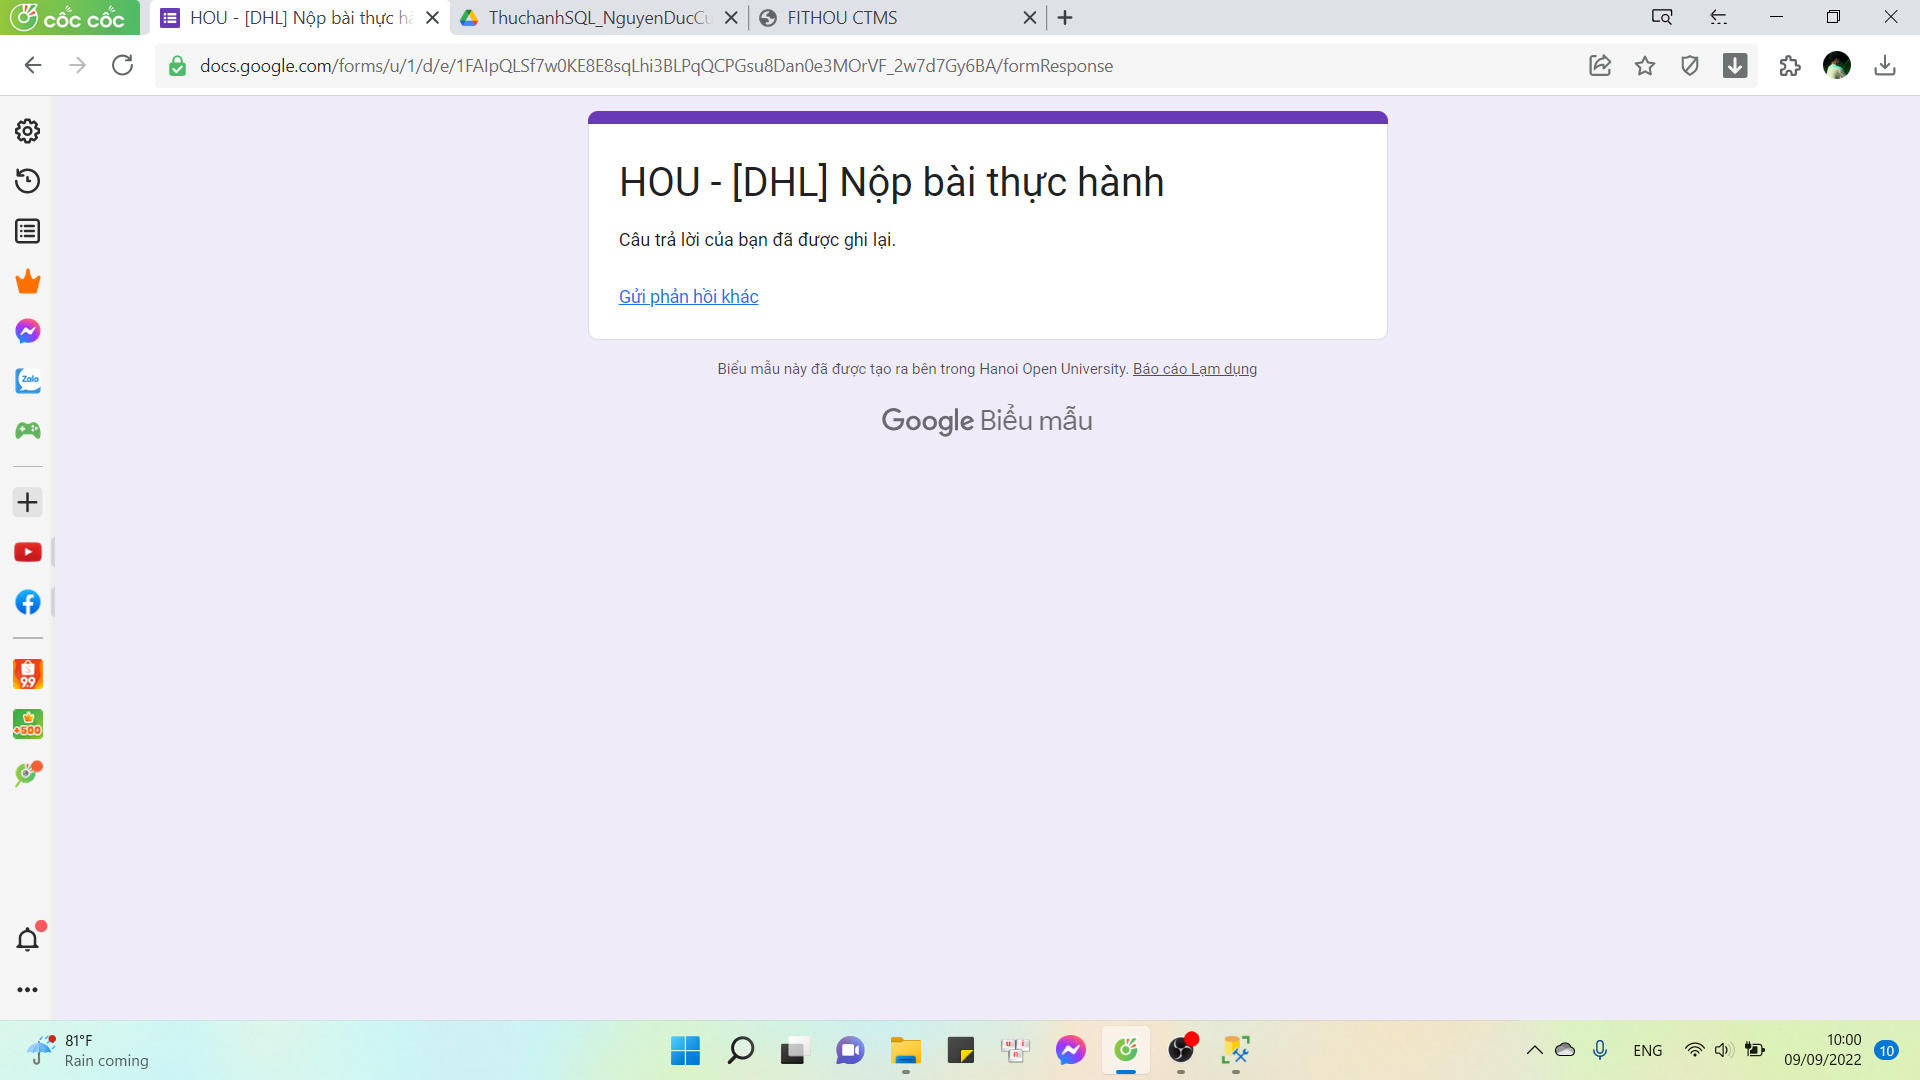 cốc cốc
HOU - [DHL] Nộp bài thực hà
ThuchanhSQL_NguyenDucCu
FITHOU CTMS
docs.google.com/forms/u/1/d/e/1FAIpQLSf7w0KE8E8sqLhi3BLPqQCPGsu8Dan0e3MOrVF_2w7d7Gy6BA/formResponse
HOU - [DHL] Nộp bài thực hành
Câu trả lời của bạn đã được ghi lại.
Gửi phản hồi khác
Biểu mẫu này đã được tạo ra bên trong Hanoi Open University. Báo cáo Lạm dụng
Google Biểu mẫu
Zalo
9.9
+500
81°F
Rain coming
ENG
10:00
09/09/2022
10